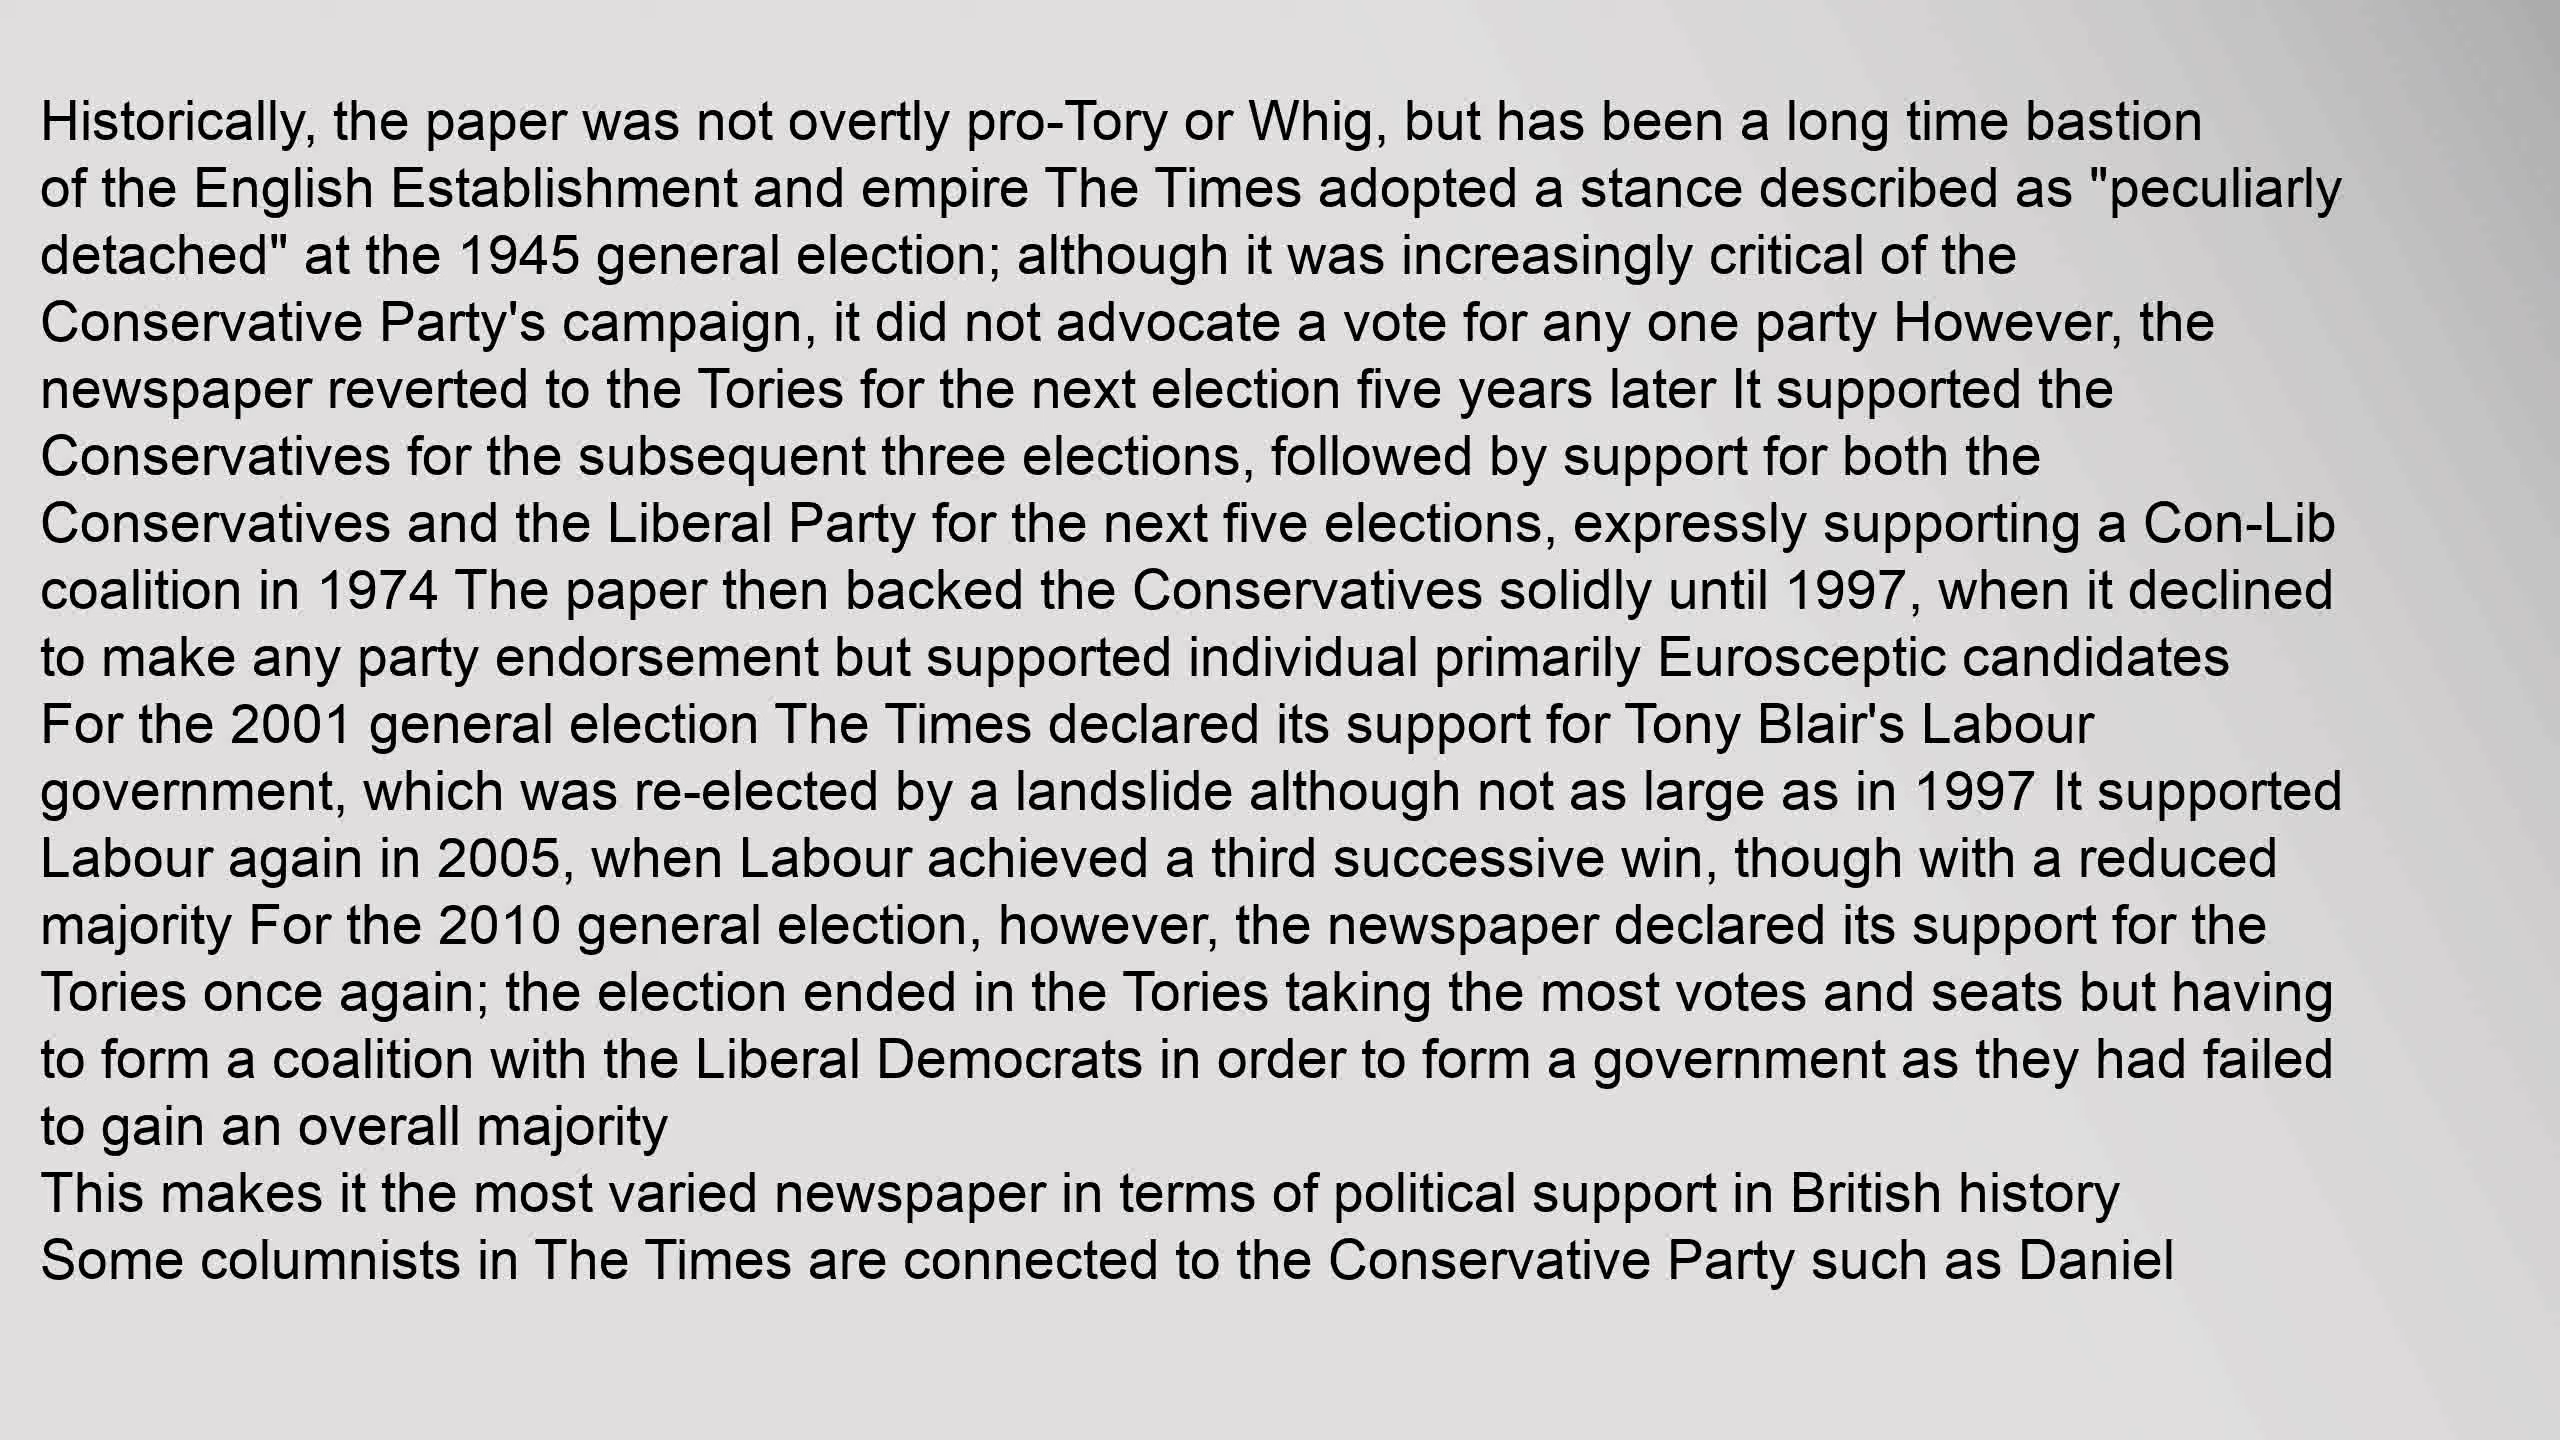 Historically, the paper was not overtly pro-Tory or Whig, but has been a long time bastion
of the English Establishment and empire The Times adopted a stance described as "peculiarly
detached" at the 1945 general election; although it was increasingly critical of the
Conservative Party's campaign, it did not advocate a vote for any one party However, the
newspaper reverted to the Tories for the next election five years later It supported the
Conservatives for the subsequent three elections, followed by support for both the
Conservatives and the Liberal Party for the next five elections, expressly supporting a Con-Lib
coalition in 1974 The paper then backed the Conservatives solidly until 1997, when it declined
to make any party endorsement but supported individual primarily Eurosceptic candidates
For the 2001 general election The Times declared its support for Tony Blair's Labour
government, which was re-elected by a landslide although not as large as in 1997 It supported
Labour again in 2005, when Labour achieved a third successive win, though with a reduced
majority For the 2010 general election, however, the newspaper declared its support for the
Tories once again; the election ended in the Tories taking the most votes and seats but having
to form a coalition with the Liberal Democrats in order to form a government as they had failed
to gain an overall majority
This makes it the most varied newspaper in terms of political support in British history
Some columnists in The Times are connected to the Conservative Party such as Daniel